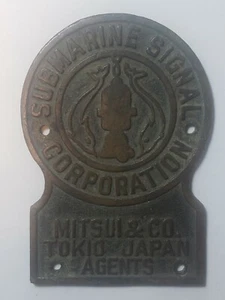 SUBMARINE SIGNAL
CORPORATION
MITSUI & CO.
TOKIO JAPAN
AGENTS